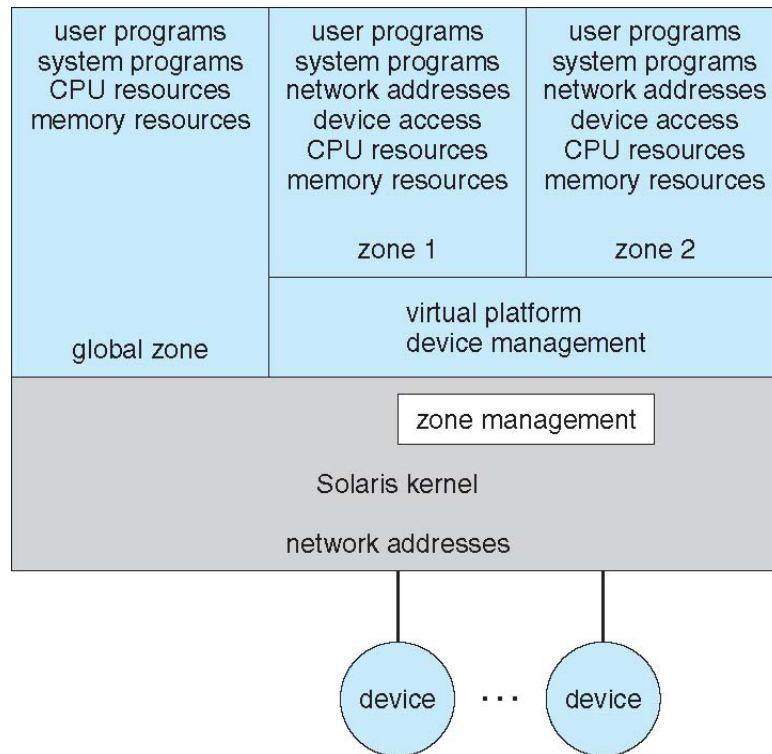 user programs
system programs
CPU resources
memory resources
global zone
user programs
system programs
network addresses
device access
CPU resources
memory resources
zone 1
user programs
system programs
network addresses
device access
CPU resources
memory resources
zone 2
virtual platform
device management
zone management
Solaris kernel
network addresses
device
...
device